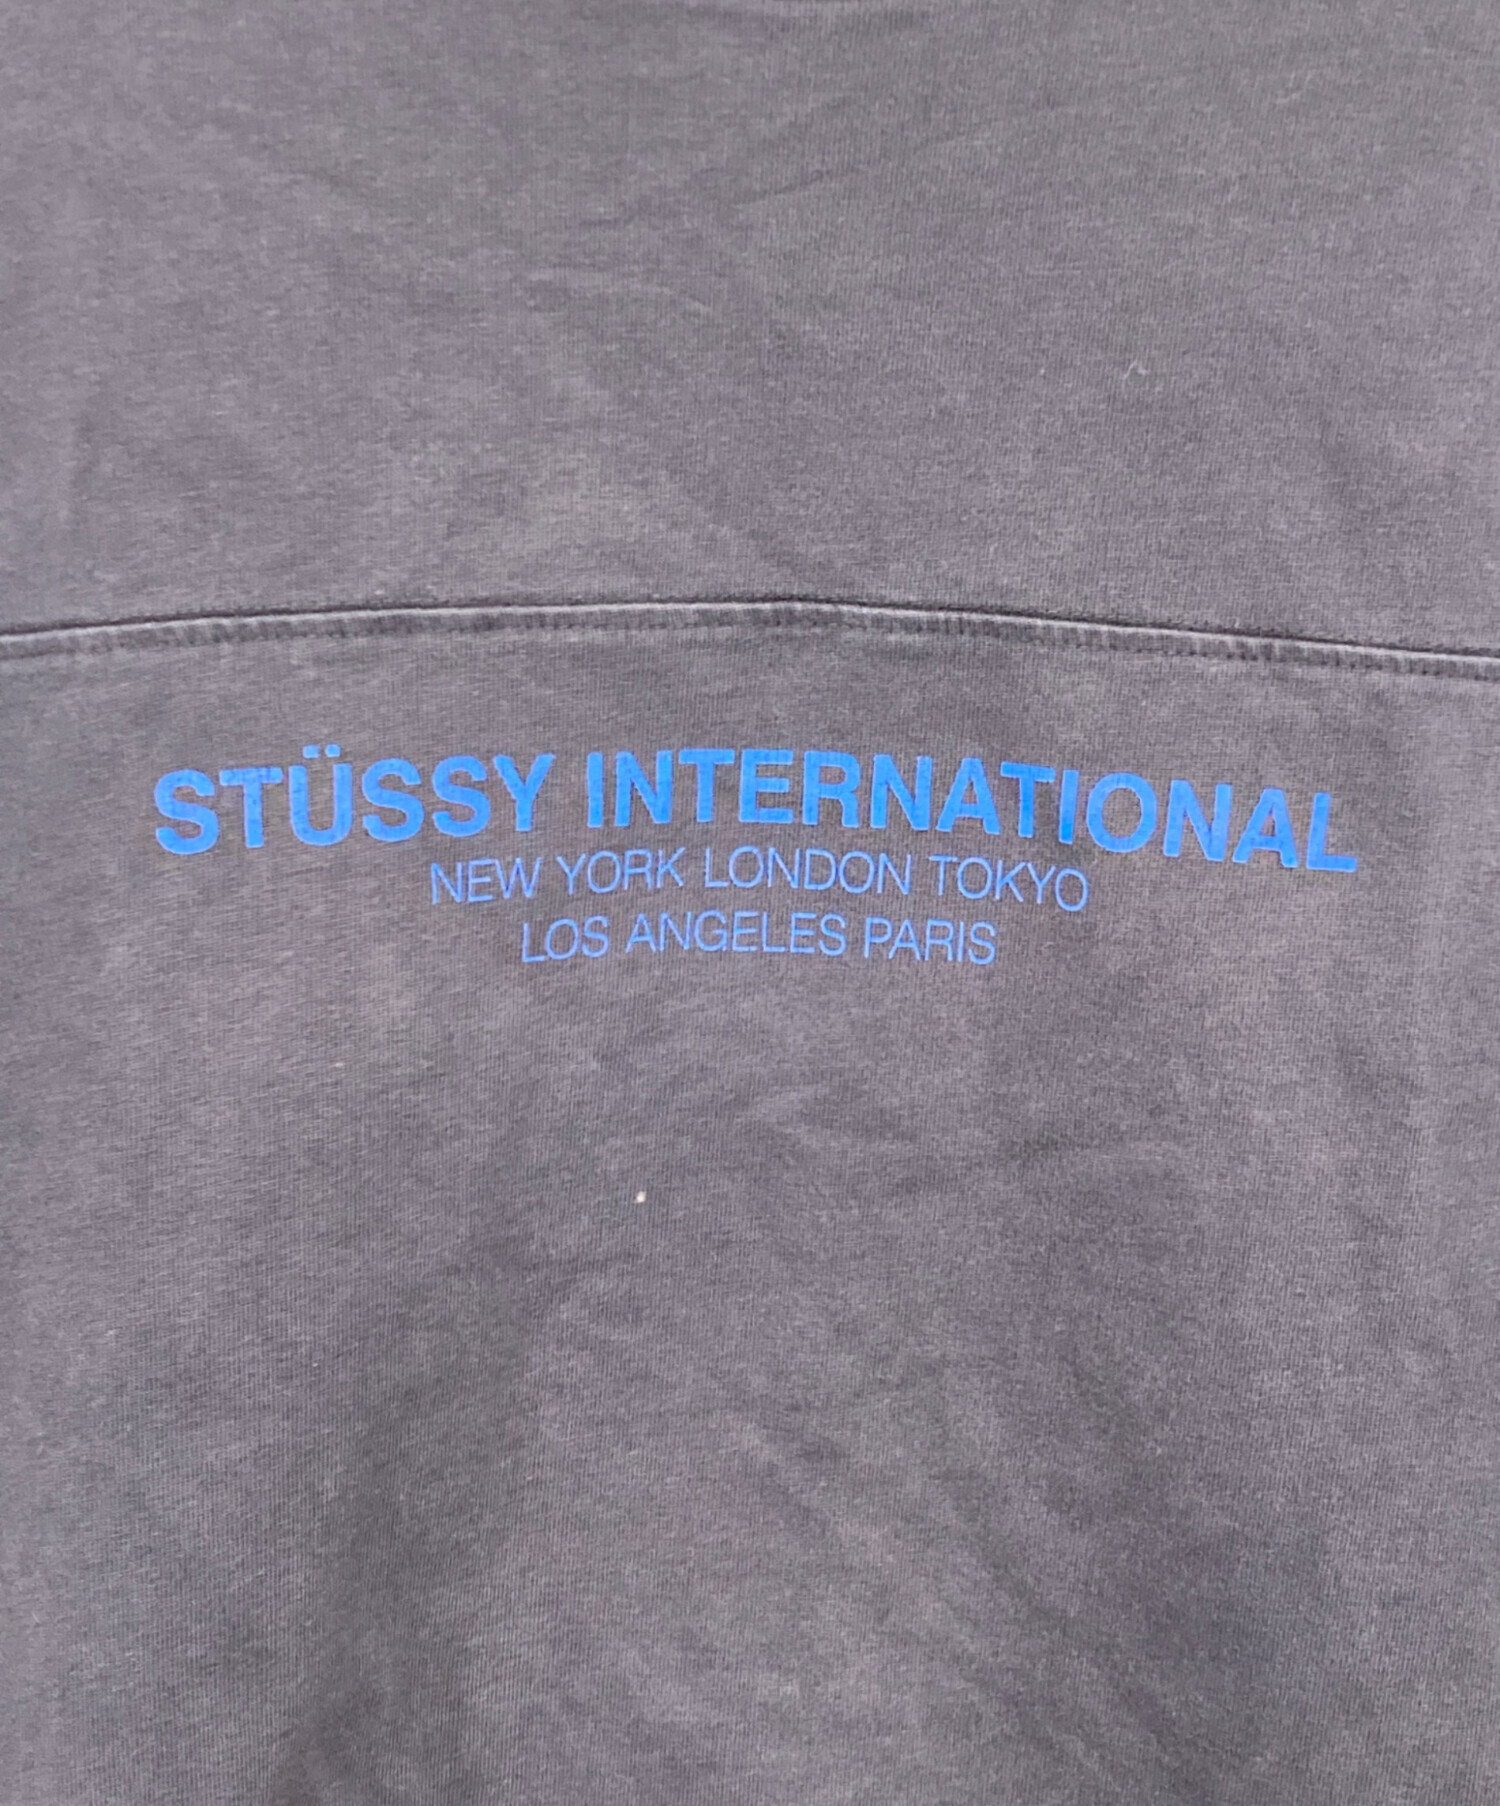 STÜSSY INTERNATIONAL
NEW YORK LONDON TOKYO
LOS ANGELES PARIS